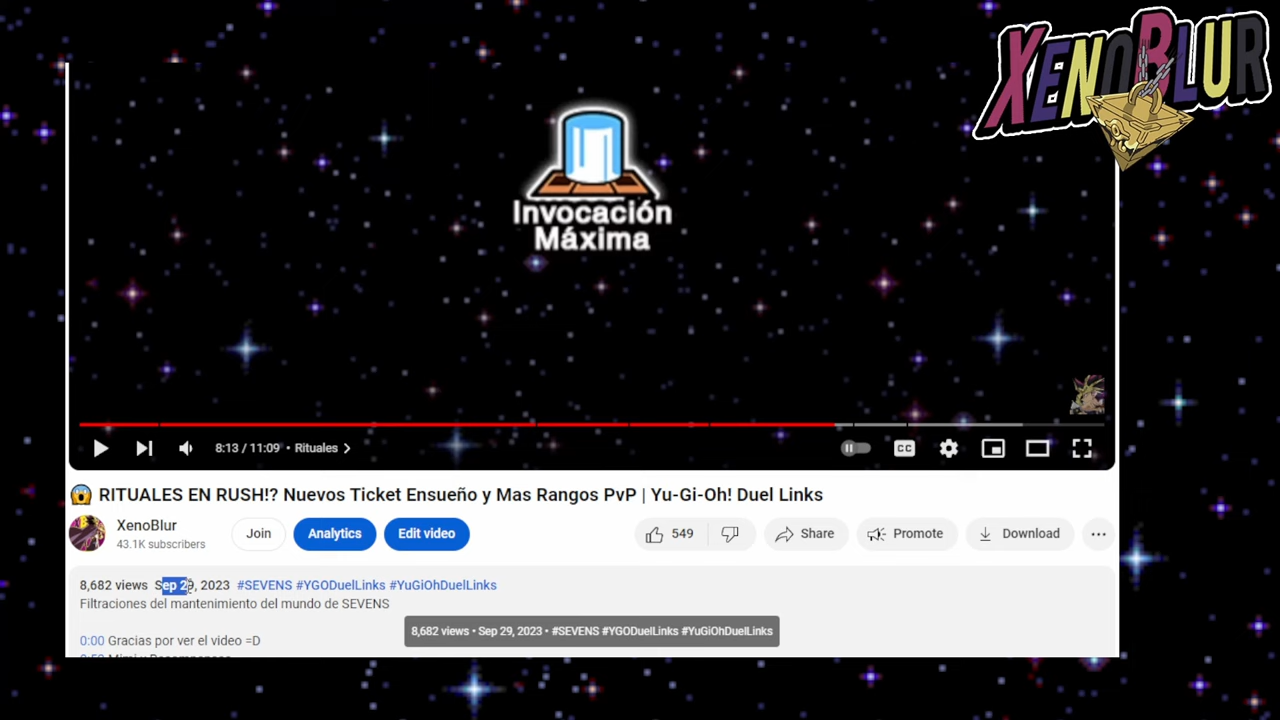 XENOBLUR
Invocación
Máxima
8:13 / 11:09 • Rituales
CC
RITUALES EN RUSH!? Nuevos Ticket Ensueño y Mas Rangos PvP | Yu-Gi-Oh! Duel Links
XenoBlur
43.1K subscribers
Join
Analytics
Edit video
549
Share
Promote
Download
8,682 views Sep 29, 2023 #SEVENS #YGODuelLinks #YuGiOhDuelLinks
Filtraciones del mantenimiento del mundo de SEVENS
8,682 views • Sep 29, 2023 • #SEVENS #YGODuelLinks #YuGiOhDuelLinks
0:00 Gracias por ver el video =D